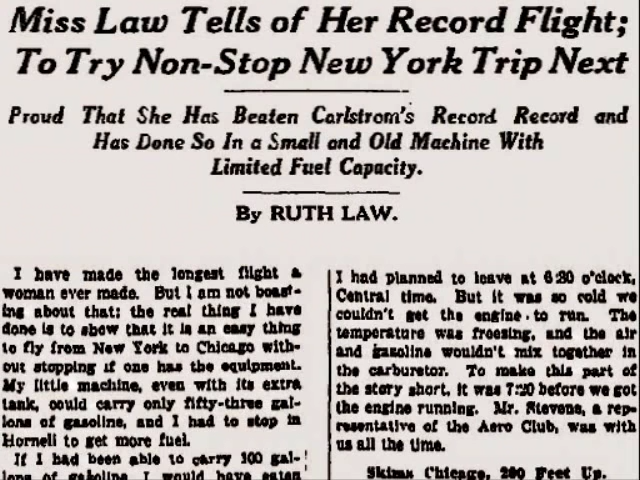 Miss Law Tells of Her Record Flight;
To Try Non-Stop New York Trip Next
Proud That She Has Beaten Carlstrom's Record Record and
Has Done So In a Small and Old Machine With
Limited Fuel Capacity.
By RUTH LAW.
I have made the longest flight a
woman ever made. But I am not boast-
ing about that; the real thing I have
done is to show that it is an easy thing
to fly from New York to Chicago with-
out stopping if one has the equipment.
My little machine, even with its extra
tank, could carry only fifty-three gal-
lons of gasoline, and I had to stop in
Hornell to get more fuel.
If I had been able to carry 100 gal-
lons of gasoline I would have eaten
I had planned to leave at 6:30 o'clock,
Central time. But it was so cold we
couldn't get the engine to run. The
temperature was freezing, and the air
and gasoline wouldn't mix together in
the carburetor. To make this part of
the story short, it was 7:20 before we got
the engine running. Mr. Stevens, a rep-
resentative of the Aero Club, was with
us all the time.
Skims Chicago, 200 Feet Up.